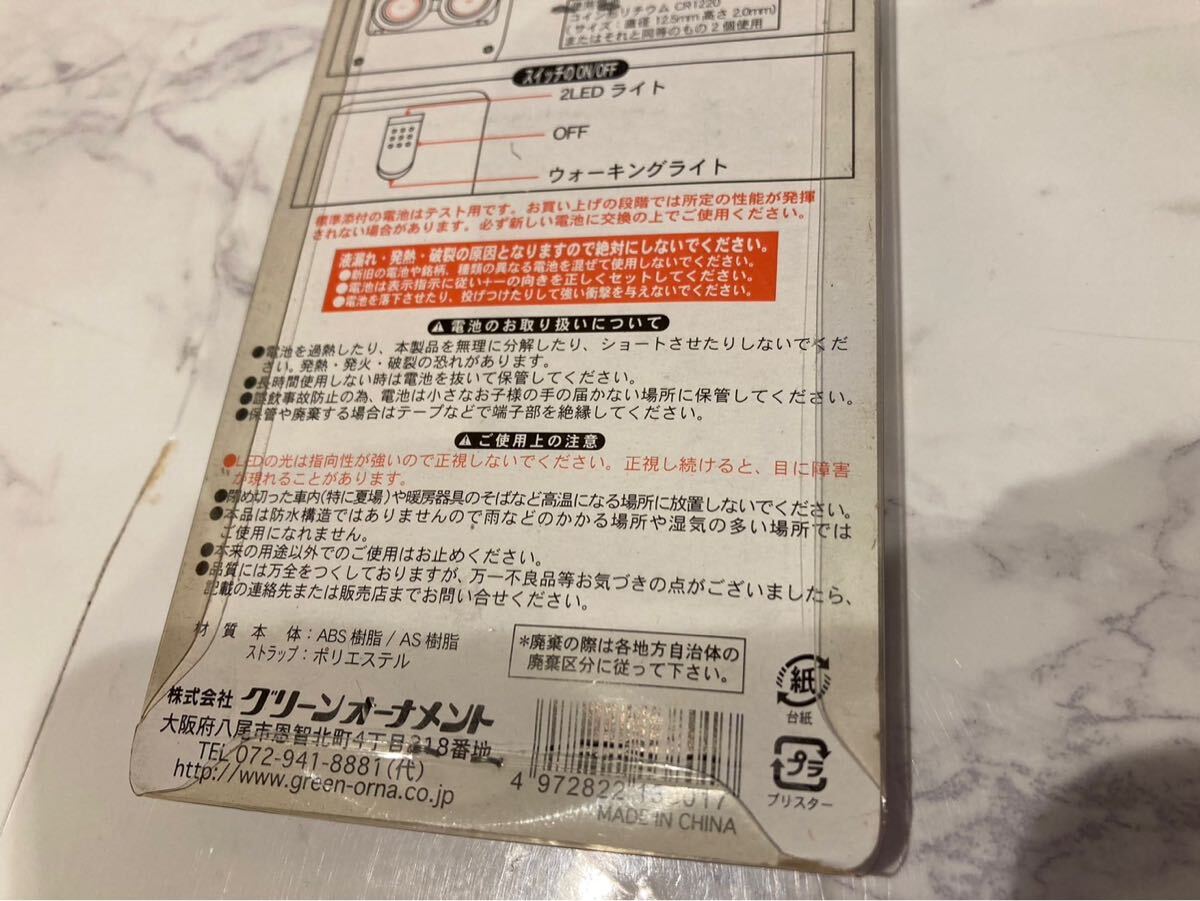 コイン形リチウム CR1220
(サイズ：直径 12.5mm 高さ 2.0mm)
またはそれと同等のもの2個使用
スイッチのON/OFF
2LED ライト
OFF
ウォーキングライト
標準添付の電池はテスト用です。お買い上げの段階では所定の性能が発揮
されない場合があります。必ず新しい電池に交換の上でご使用ください。
液漏れ・発熱・破裂の原因となりますので絶対にしないでください。
●新旧の電池や銘柄、種類の異なる電池を混ぜて使用しないでください。
●電池は表示指示に従い＋－の向きを正しくセットしてください。
●電池を落下させたり、投げつけたりして強い衝撃を与えないでください。
電池のお取り扱いについて
●電池を過熱したり、本製品を無理に分解したり、ショートさせたりしないでくだ
さい。発熱・発火・破裂の恐れがあります。
●長時間使用しない時は電池を抜いて保管してください。
●誤飲事故防止の為、電池は小さなお子様の手の届かない場所に保管してください。
●保管や廃棄する場合はテープなどで端子部を絶縁してください。
ご使用上の注意
●LEDの光は指向性が強いので正視しないでください。正視し続けると、目に障害
が現れることがあります。
●閉め切った車内(特に夏場)や暖房器具のそばなど高温になる場所に放置しないでください。
●本品は防水構造ではありませんので雨などのかかる場所や湿気の多い場所では
ご使用になれません。
●本来の用途以外でのご使用はお止めください。
●品質には万全をつくしておりますが、万一不良品等お気づきの点がございましたら、
記載の連絡先または販売店までお問い合せください。
材質 本 体：ABS樹脂/AS樹脂
ストラップ：ポリエステル
*廃棄の際は各地方自治体の
廃棄区分に従って下さい。
紙
台紙
プラ
ブリスター
株式会社 グリーンオーナメント
大阪府八尾市恩智北町4丁目318番地
TEL 072-941-8881(代)
http://www.green-orna.co.jp
4 972822
MADE IN CHINA